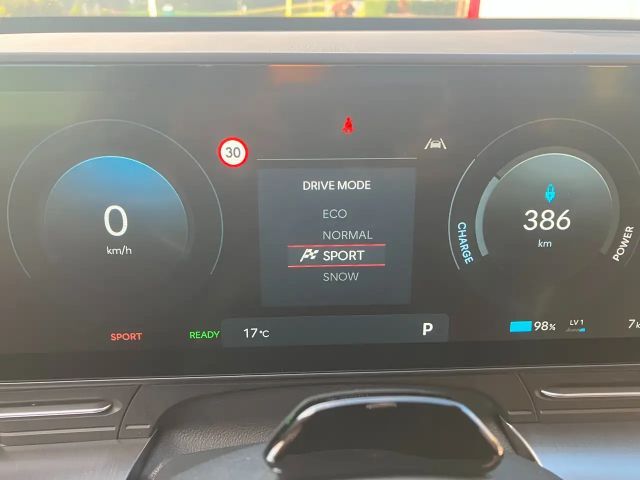 30
DRIVE MODE
ECO
NORMAL
SPORT
SNOW
0
km/h
386
km
CHARGE
POWER
SPORT
READY
17°C
P
98%
LV 1
7